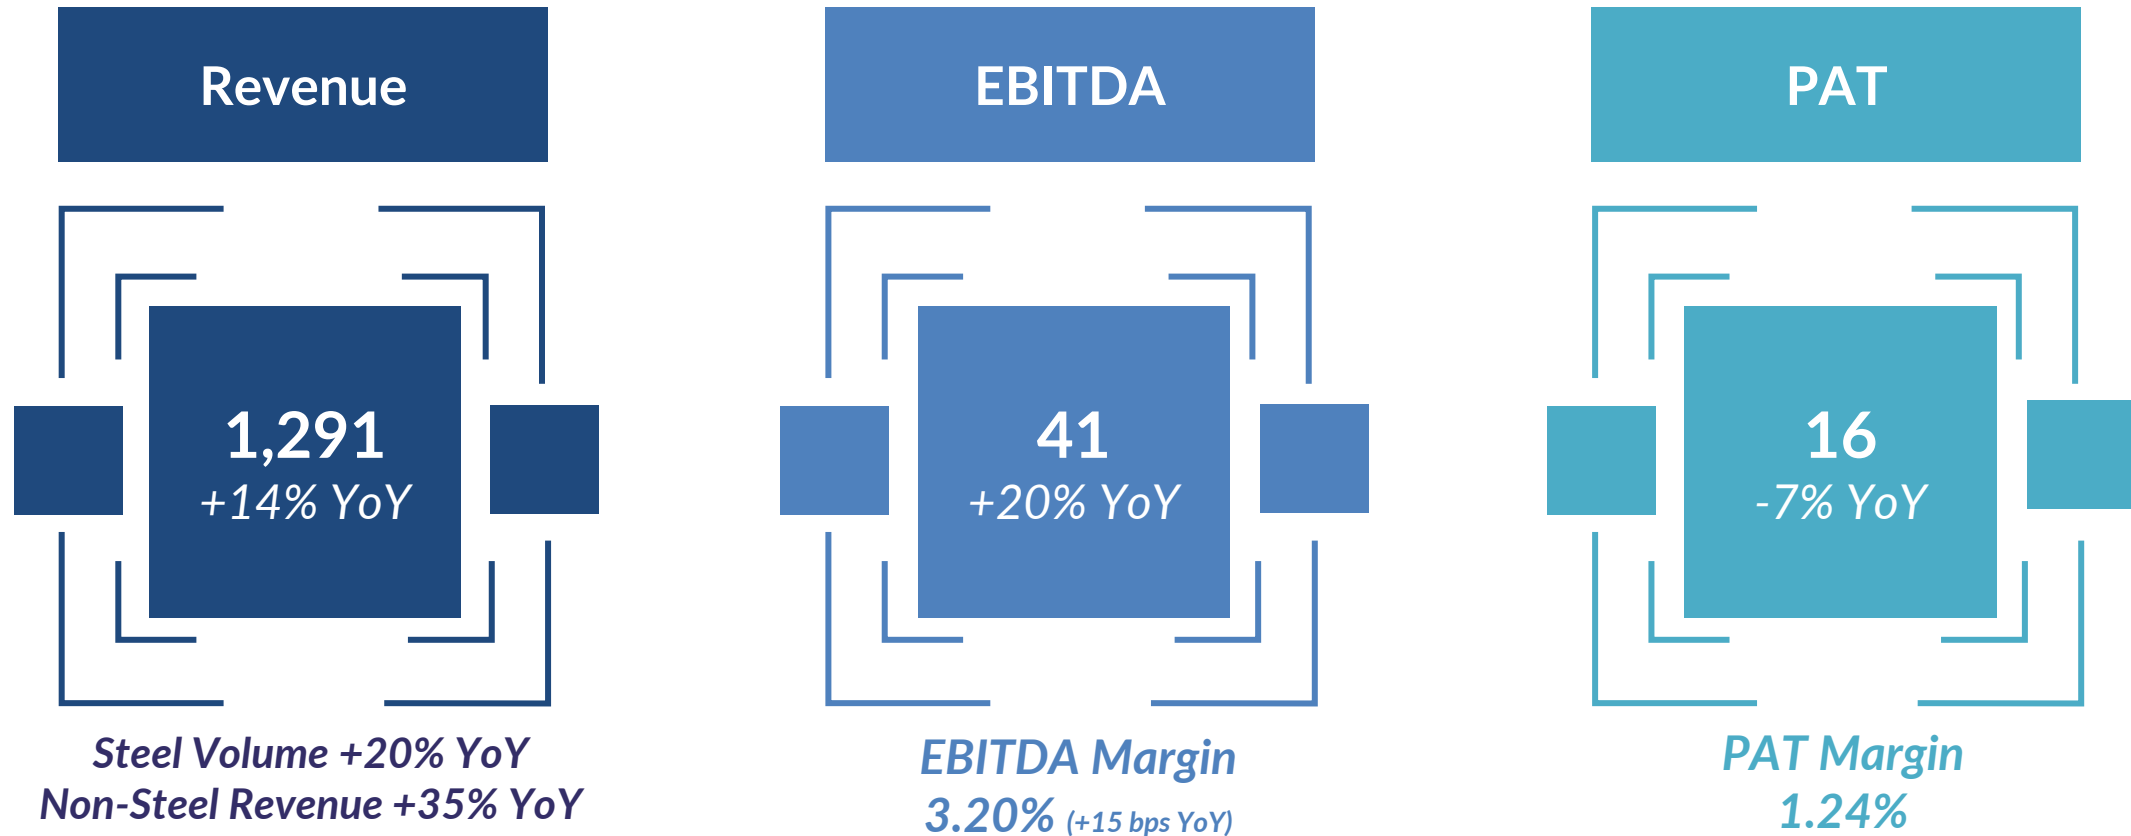 Revenue
1,291
+14% YoY
Steel Volume +20% YoY
Non-Steel Revenue +35% YoY
EBITDA
41
+20% YoY
EBITDA Margin
3.20% (+15 bps YoY)
PAT
16
-7% YoY
PAT Margin
1.24%